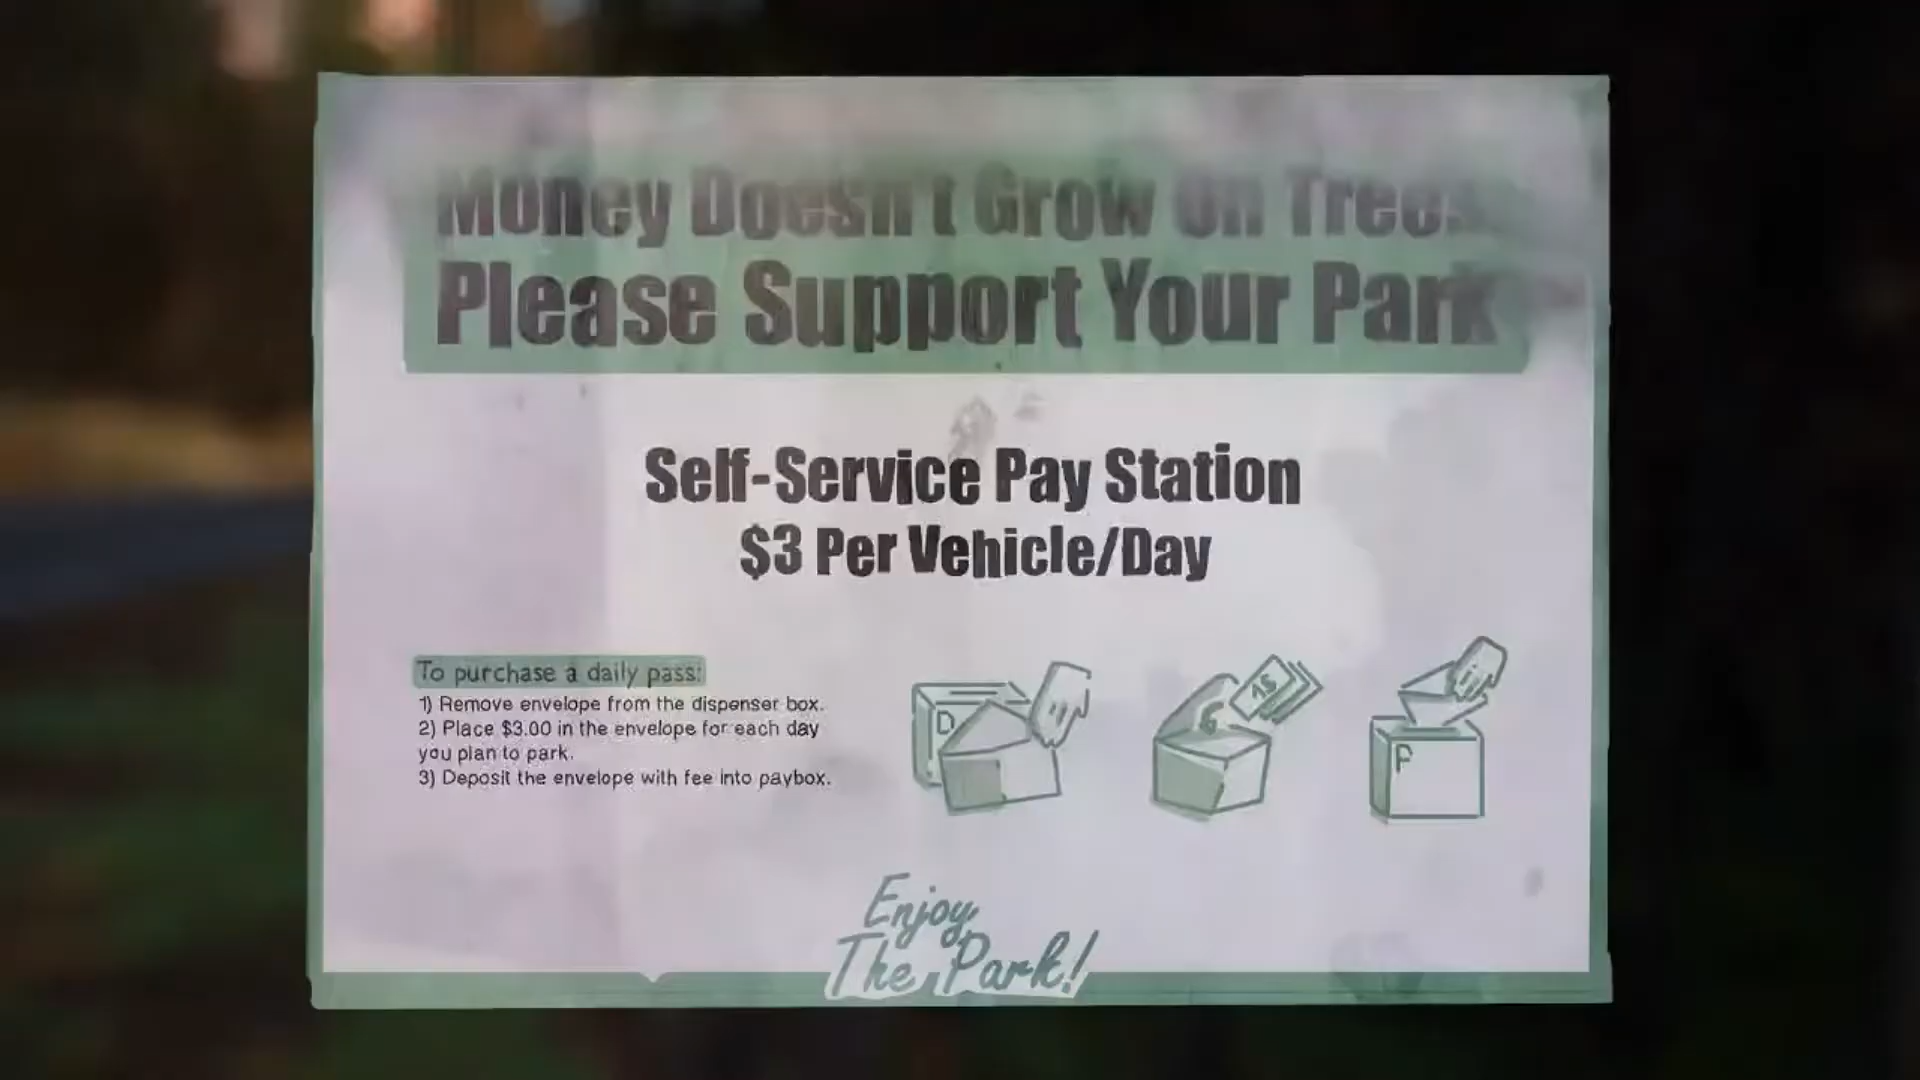 Money Doesn't Grow On Trees
Please Support Your Park
Self-Service Pay Station
$3 Per Vehicle/Day
To purchase a daily pass:
1) Remove envelope from the dispenser box.
2) Place $3.00 in the envelope for each day
you plan to park.
3) Deposit the envelope with fee into paybox.
D
1$
P
Enjoy
The Park!